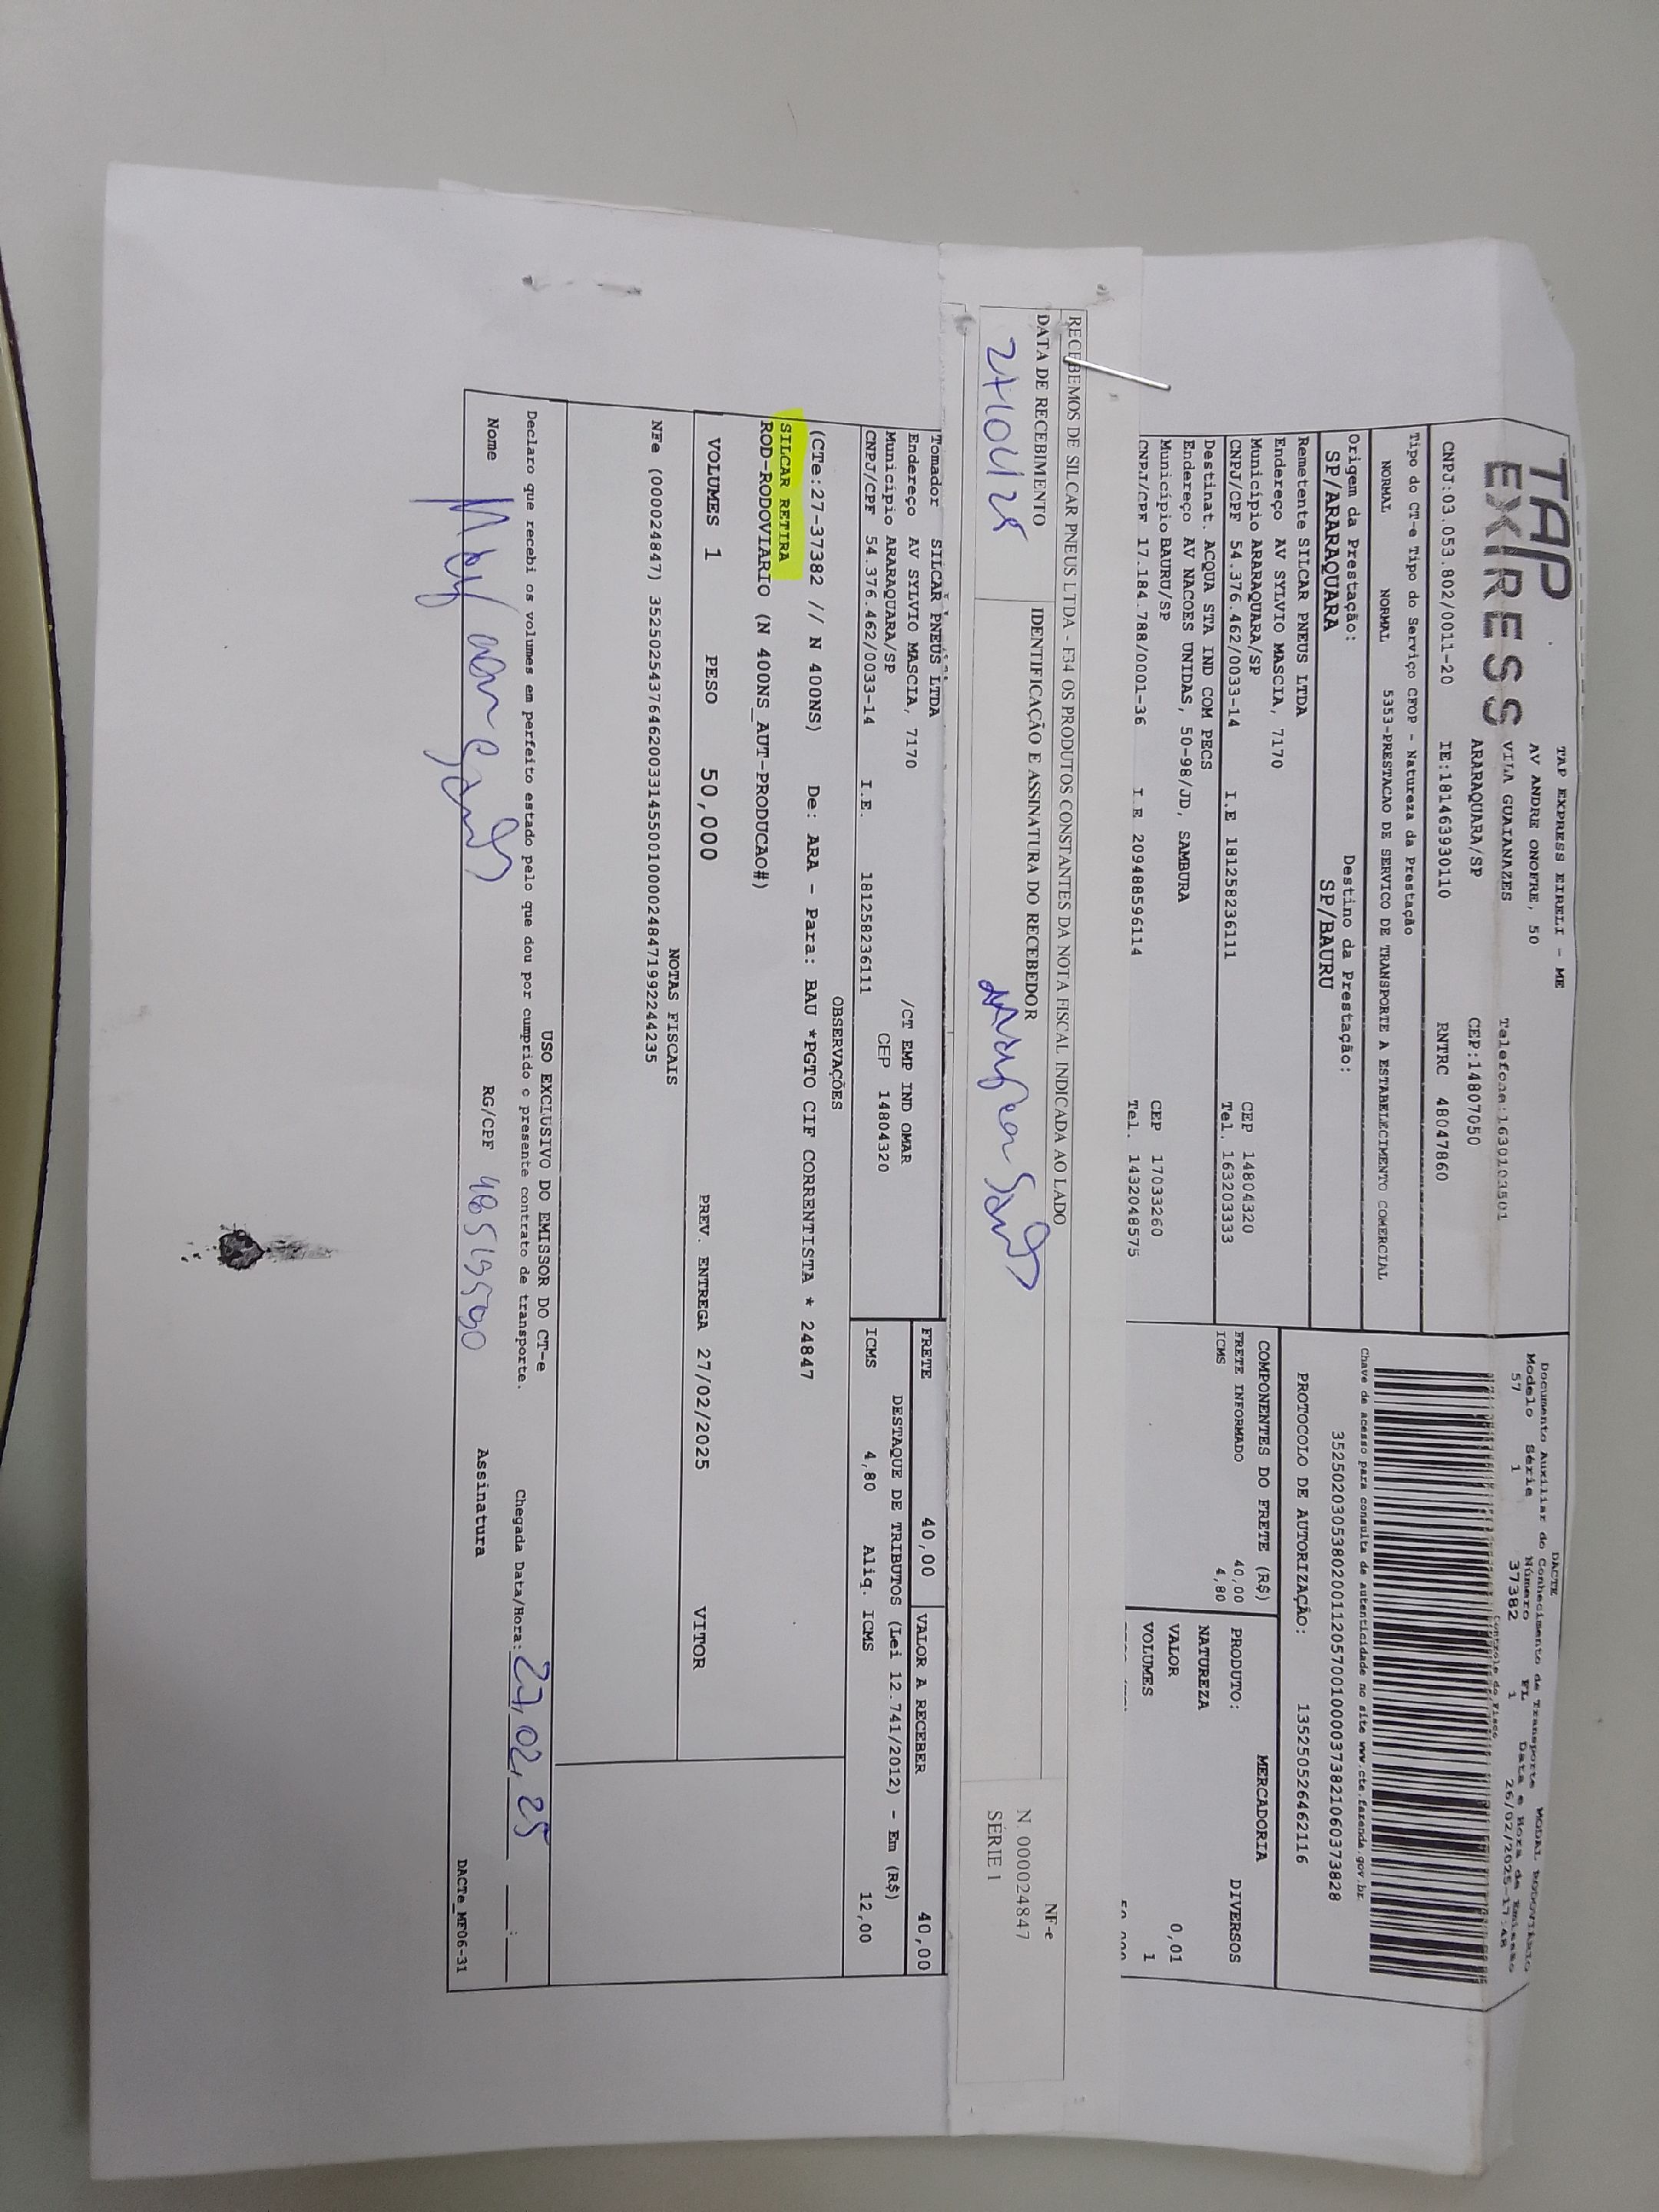 TAP
EXPRESS
TAP EXPRESS EIRELI - ME
AV ANDRE ONOFRE, 50
VILA GUAIANAZES Telefone:1630103501
ARARAQUARA/SP CEP:14807050
CNPJ:03.053.802/0011-20 IE:181463930110 RNTRC 48047860
DACTE
Documento Auxiliar do Conhecimento de Transporte MODAL RODOVIÁRIO
Modelo Série Número FL Data e Hora de Emissão
57 1 37382 1 26/02/2025-17:48
Controle do Fisco
Tipo do CT-e Tipo do Serviço CFOP - Natureza da Prestação
NORMAL NORMAL 5353-PRESTACAO DE SERVICO DE TRANSPORTE A ESTABELECIMENTO COMERCIAL
Chave de acesso para consulta de autenticidade no site www.cte.fazenda.gov.br
35250203053802001120570010000373821060373828
Origem da Prestação: Destino da Prestação:
SP/ARARAQUARA SP/BAURU
PROTOCOLO DE AUTORIZAÇÃO: 135250526462116
Remetente SILCAR PNEUS LTDA
Endereço AV SYLVIO MASCIA, 7170
Município ARARAQUARA/SP CEP 14804320
CNPJ/CPF 54.376.462/0033-14 I.E 181258236111 Tel. 163203333
COMPONENTES DO FRETE (R$)
FRETE INFORMADO 40,00
ICMS 4,80
MERCADORIA
PRODUTO: DIVERSOS
NATUREZA
VALOR 0,01
VOLUMES 1
Destinat. ACQUA STA IND COM PECS
Endereço AV NACOES UNIDAS, 50-98/JD, SAMBURA
Município BAURU/SP CEP 17033260
CNPJ/CPF 17.184.788/0001-36 I.E 209488596114 Tel. 1432048575
RECEBEMOS DE SILCAR PNEUS LTDA - F34 OS PRODUTOS CONSTANTES DA NOTA FISCAL INDICADA AO LADO
DATA DE RECEBIMENTO IDENTIFICAÇÃO E ASSINATURA DO RECEBEDOR
NF-e
N. 000024847
SÉRIE 1
Tomador SILCAR PNEUS LTDA
Endereço AV SYLVIO MASCIA, 7170 /CT EMP IND OMAR
Município ARARAQUARA/SP CEP 14804320
CNPJ/CPF 54.376.462/0033-14 I.E. 181258236111
FRETE 40,00 VALOR A RECEBER 40,00
DESTAQUE DE TRIBUTOS (Lei 12.741/2012) - Em (R$)
ICMS 4,80 Aliq. ICMS 12,00
OBSERVAÇÕES
(CTe:27-37382 // N 400NS) De: ARA - Para: BAU *PGTO CIF CORRENTISTA * 24847
SILCAR RETIRA
ROD-RODOVIARIO (N 400NS_AUT-PRODUCAO#)
VOLUMES 1 PESO 50,000 PREV. ENTREGA 27/02/2025 VITOR
NOTAS FISCAIS
NFe (000024847) 35250254376462003314550010000248471992244235
USO EXCLUSIVO DO EMISSOR DO CT-e
Declaro que recebi os volumes em perfeito estado pelo que dou por cumprido o presente contrato de transporte. Chegada Data/Hora: 27,02,25
Nome RG/CPF Assinatura
DACTe_MF06-31